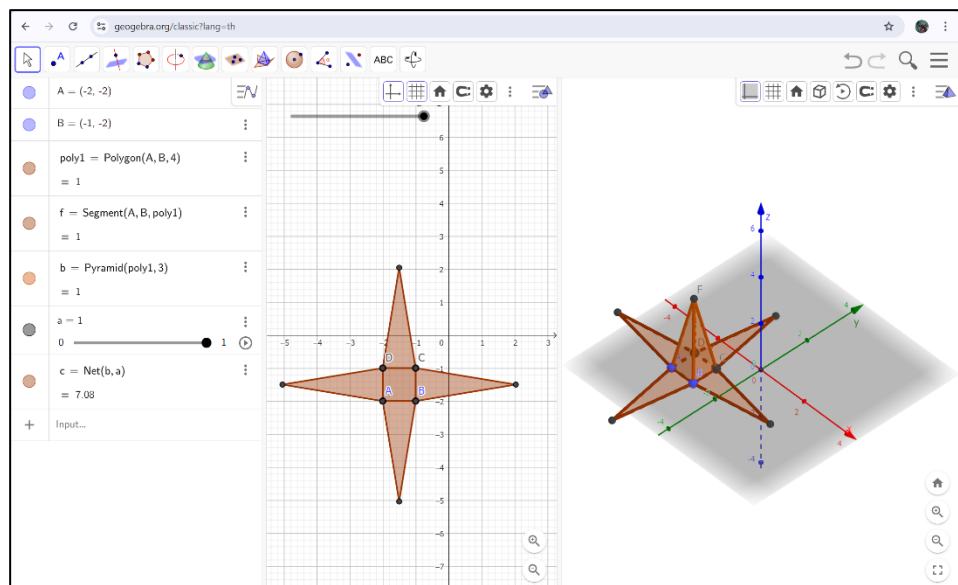 geogebra.org/classic?lang=th
A
ABC
A = (-2, -2)
B = (-1, -2)
poly1 = Polygon(A, B, 4)
= 1
f = Segment(A, B, poly1)
= 1
b = Pyramid(poly1, 3)
= 1
a = 1
0 1
c = Net(b, a)
= 7.08
+ Input...
6
5
4
3
2
1
-5 -4 -3 -2 -1 0 1 2 3
-1
-2
-3
-4
-5
-6
-7
D C
A B
z
6
4
2
0
-4
F
D
C
B
-4
4
2
y
0
-4
2
4
x